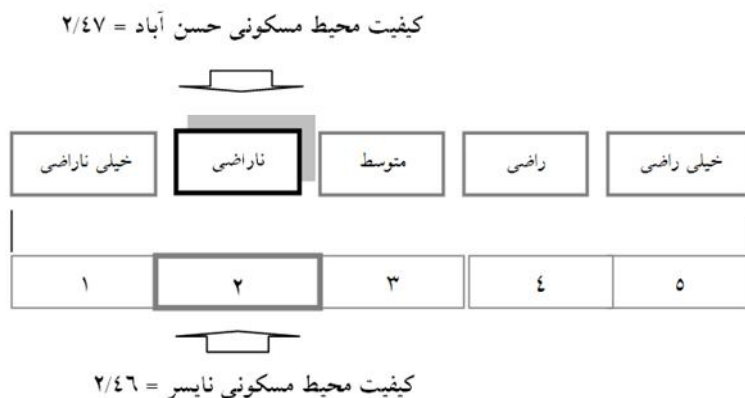 کیفیت محیط مسکونی حسن آباد = ۲/٤۷
خیلی راضی راضی متوسط ناراضی خیلی ناراضی
۱ ۲ ۳ ٤ ۵
کیفیت محیط مسکونی نایسر = ۲/٤٦